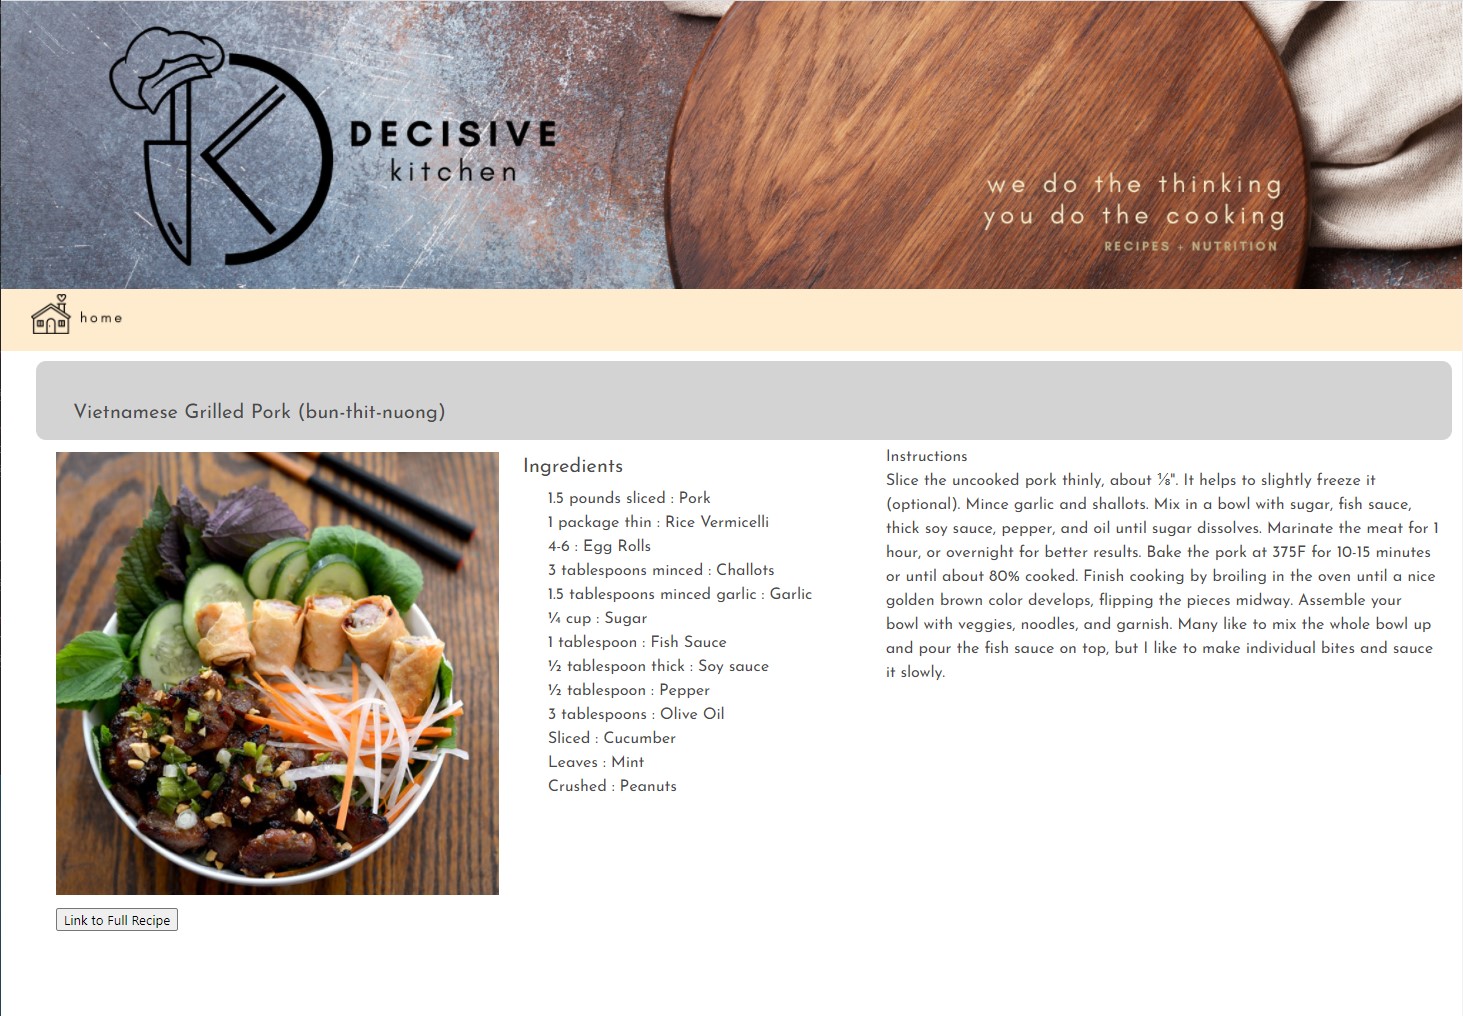 DECISIVE
kitchen
we do the thinking
you do the cooking
RECIPES + NUTRITION
home
Vietnamese Grilled Pork (bun-thit-nuong)
Ingredients
1.5 pounds sliced : Pork
1 package thin : Rice Vermicelli
4-6 : Egg Rolls
3 tablespoons minced : Challots
1.5 tablespoons minced garlic : Garlic
¼ cup : Sugar
1 tablespoon : Fish Sauce
½ tablespoon thick : Soy sauce
½ tablespoon : Pepper
3 tablespoons : Olive Oil
Sliced : Cucumber
Leaves : Mint
Crushed : Peanuts
Instructions
Slice the uncooked pork thinly, about ⅛". It helps to slightly freeze it
(optional). Mince garlic and shallots. Mix in a bowl with sugar, fish sauce,
thick soy sauce, pepper, and oil until sugar dissolves. Marinate the meat for 1
hour, or overnight for better results. Bake the pork at 375F for 10-15 minutes
or until about 80% cooked. Finish cooking by broiling in the oven until a nice
golden brown color develops, flipping the pieces midway. Assemble your
bowl with veggies, noodles, and garnish. Many like to mix the whole bowl up
and pour the fish sauce on top, but I like to make individual bites and sauce
it slowly.
Link to Full Recipe